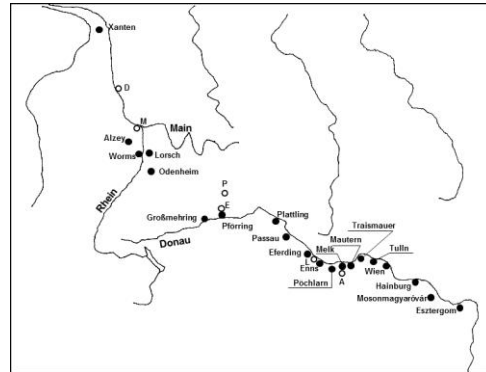 Xanten
D
M
Main
Alzey
Worms
Lorsch
Odenheim
Rhein
P
E
Großmehring
Pförring
Donau
Plattling
Passau
Eferding
L
Enns
Pöchlarn
Melk
Mautern
Traismauer
A
Tulln
Wien
Hainburg
Mosonmagyaróvár
Esztergom